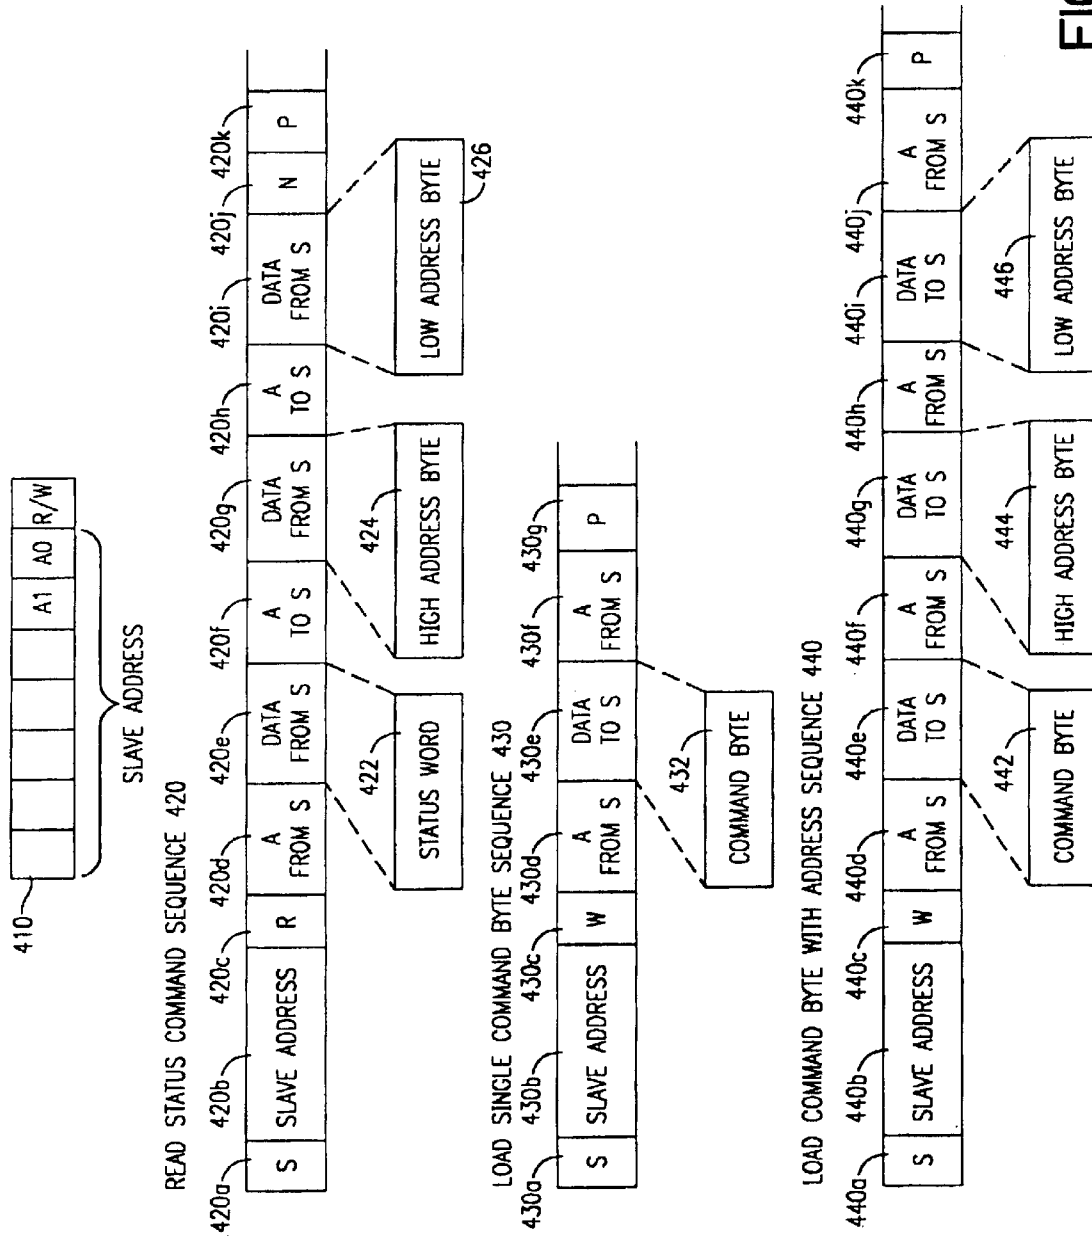 410
A1 A0 R/W
SLAVE ADDRESS
READ STATUS COMMAND SEQUENCE 420
420a 420b 420c 420d 420e 420f 420g 420h 420i 420j 420k
S SLAVE ADDRESS R A FROM S DATA FROM S A TO S DATA FROM S A TO S DATA FROM S N P
422 424 426
STATUS WORD HIGH ADDRESS BYTE LOW ADDRESS BYTE
LOAD SINGLE COMMAND BYTE SEQUENCE 430
430a 430b 430c 430d 430e 430f 430g
S SLAVE ADDRESS W A FROM S DATA TO S A FROM S P
432
COMMAND BYTE
LOAD COMMAND BYTE WITH ADDRESS SEQUENCE 440
440a 440b 440c 440d 440e 440f 440g 440h 440i 440j 440k
S SLAVE ADDRESS W A FROM S DATA TO S A FROM S DATA TO S A FROM S DATA TO S A FROM S P
442 444 446
COMMAND BYTE HIGH ADDRESS BYTE LOW ADDRESS BYTE